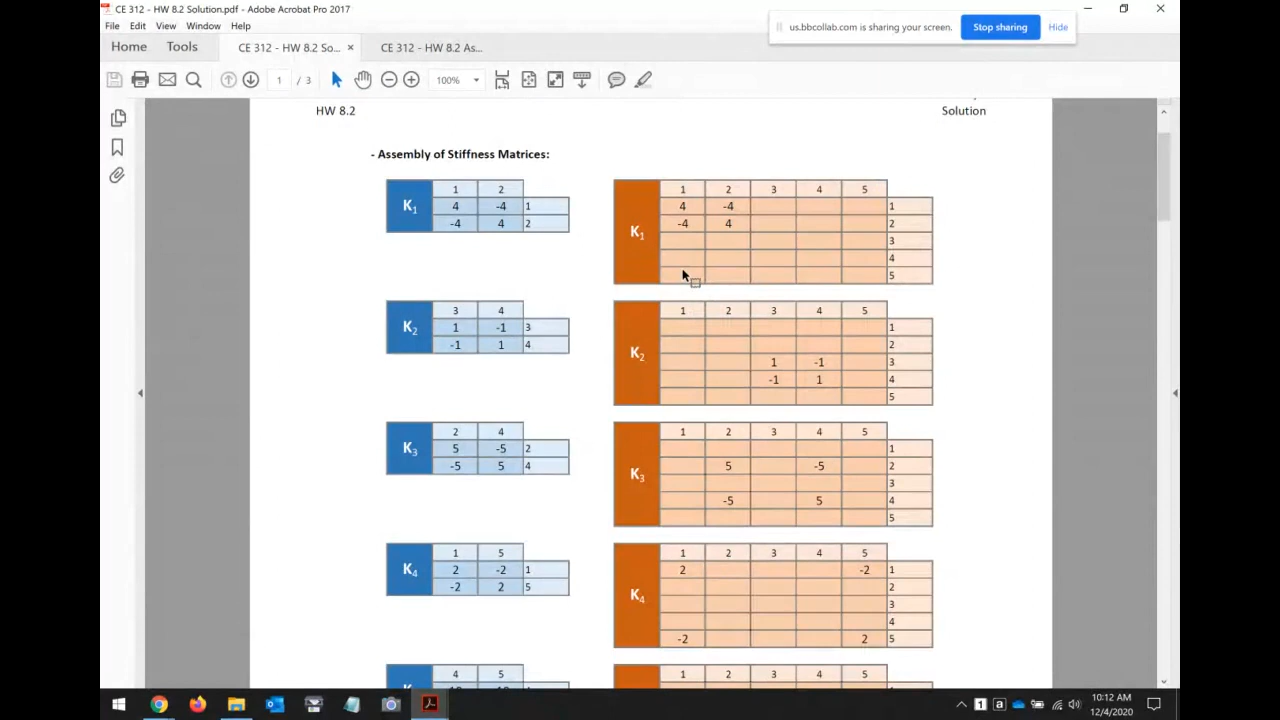 CE 312 - HW 8.2 Solution.pdf - Adobe Acrobat Pro 2017
us.bbcollab.com is sharing your screen. Stop sharing Hide
File Edit View Window Help
Home Tools CE 312 - HW 8.2 So... × CE 312 - HW 8.2 As...
1 / 3 100%
HW 8.2 Solution
- Assembly of Stiffness Matrices:
1 2 1 2 3 4 5
K1 4 -4 1 K1 4 -4 1
-4 4 2 -4 4 2
3
4
5
3 4 1 2 3 4 5
K2 1 -1 3 K2 1
-1 1 4 2
1 -1 3
-1 1 4
5
2 4 1 2 3 4 5
K3 5 -5 2 K3 1
-5 5 4 5 -5 2
3
-5 5 4
5
1 5 1 2 3 4 5
K4 2 -2 1 K4 2 -2 1
-2 2 5 2
3
4
-2 2 5
4 5 1 2 3 4 5
10:12 AM
12/4/2020